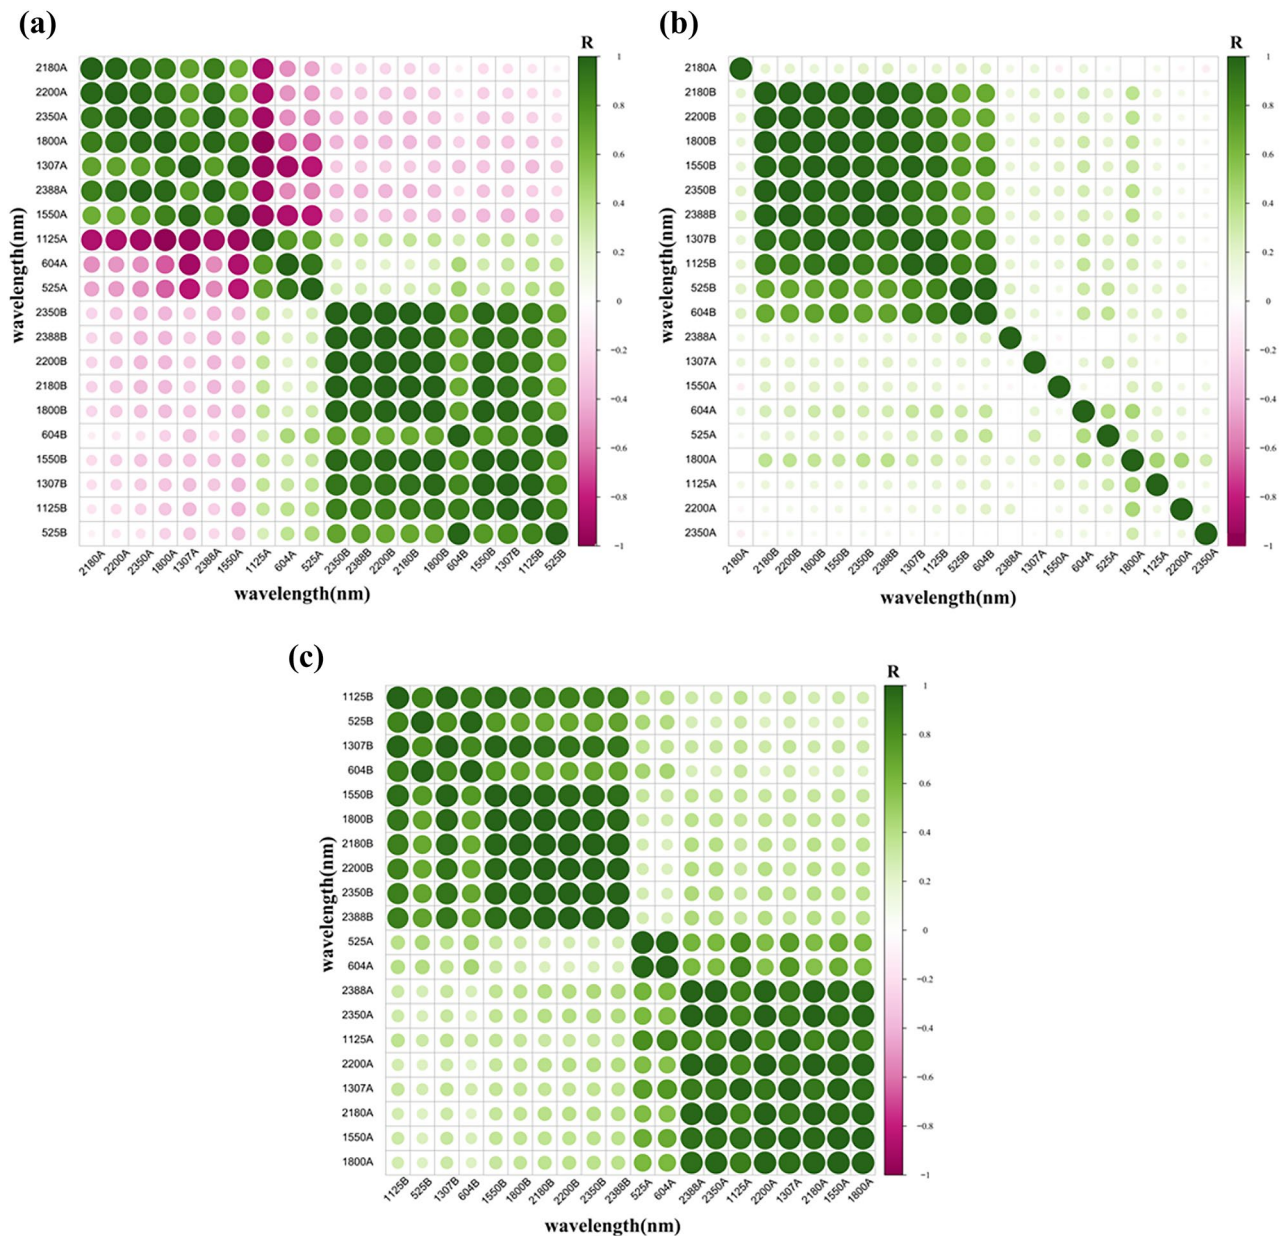 (a)
R
2180A
2200A
2350A
1800A
1307A
2388A
1550A
1125A
604A
525A
2350B
2388B
2200B
2180B
1800B
604B
1550B
1307B
1125B
525B
wavelength(nm)
1
0.8
0.6
0.4
0.2
0
−0.2
−0.4
−0.6
−0.8
−1
2180A 2200A 2350A 1800A 1307A 2388A 1550A 1125A 604A 525A 2350B 2388B 2200B 2180B 1800B 604B 1550B 1307B 1125B 525B
wavelength(nm)
(b)
R
2180A
2180B
2200B
1800B
1550B
2350B
2388B
1307B
1125B
525B
604B
2388A
1307A
1550A
604A
525A
1800A
1125A
2200A
2350A
wavelength(nm)
1
0.8
0.6
0.4
0.2
0
−0.2
−0.4
−0.6
−0.8
−1
2180A 2180B 2200B 1800B 1550B 2350B 2388B 1307B 1125B 525B 604B 2388A 1307A 1550A 604A 525A 1800A 1125A 2200A 2350A
wavelength(nm)
(c)
R
1125B
525B
1307B
604B
1550B
1800B
2180B
2200B
2350B
2388B
525A
604A
2388A
2350A
1125A
2200A
1307A
2180A
1550A
1800A
wavelength(nm)
1
0.8
0.6
0.4
0.2
0
−0.2
−0.4
−0.6
−0.8
−1
1125B 525B 1307B 604B 1550B 1800B 2180B 2200B 2350B 2388B 525A 604A 2388A 2350A 1125A 2200A 1307A 2180A 1550A 1800A
wavelength(nm)